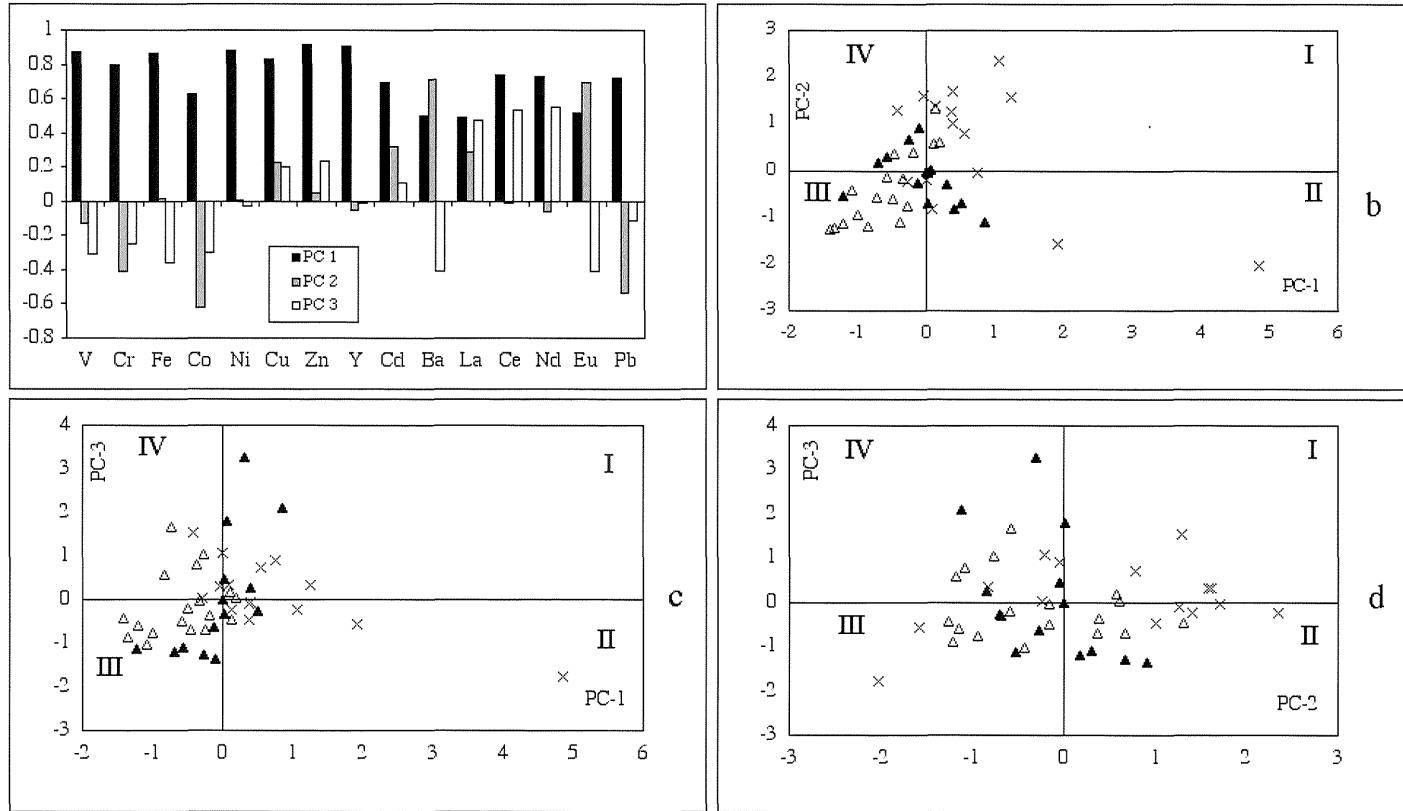 1
0.8
0.6
0.4
0.2
0
-0.2
-0.4
-0.6
-0.8
PC 1
PC 2
PC 3
V Cr Fe Co Ni Cu Zn Y Cd Ba La Ce Nd Eu Pb
3
2
1
0
-1
-2
-3
PC-2
IV
I
III
II
PC-1
-2 -1 0 1 2 3 4 5 6
b
4
3
2
1
0
-1
-2
-3
PC-3
IV
I
III
II
PC-1
-2 -1 0 1 2 3 4 5 6
c
4
3
2
1
0
-1
-2
-3
PC-3
IV
I
III
II
PC-2
-3 -2 -1 0 1 2 3
d